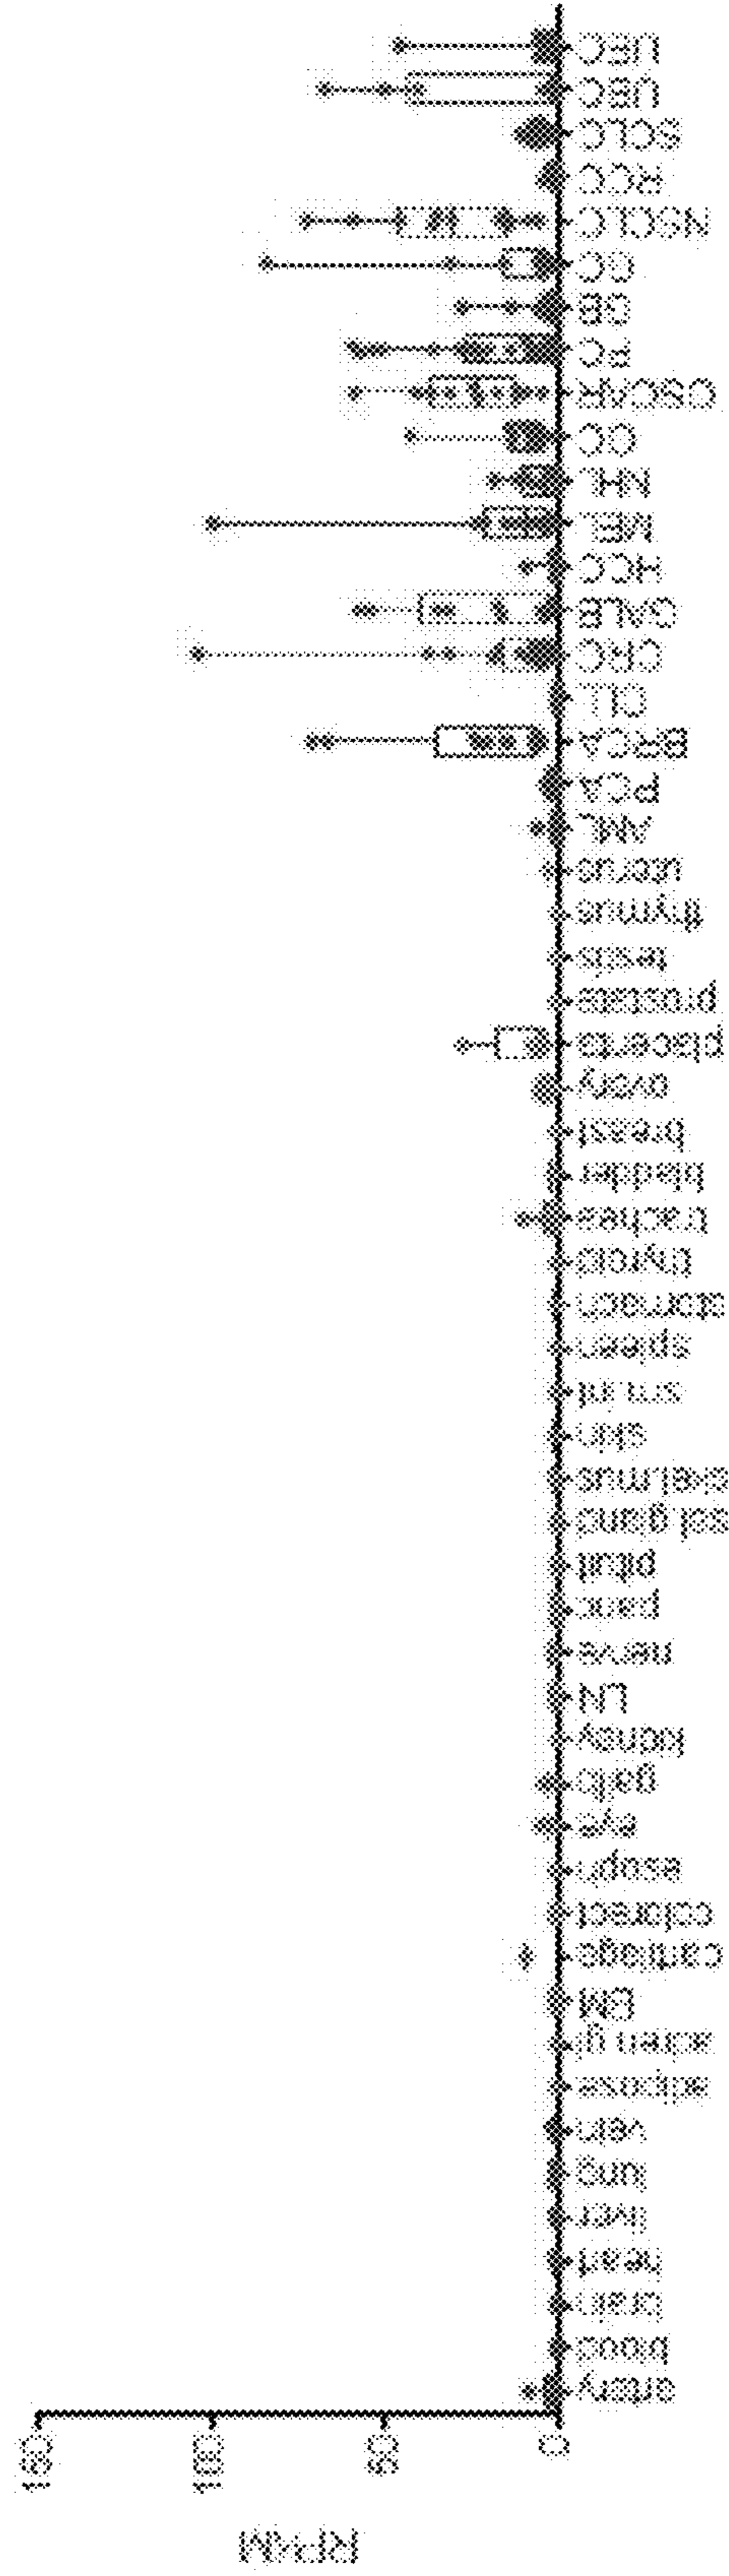 RPKM
150
100
50
0
artery
blood
brain
heart
liver
lung
vein
adipose
adren.gl
BM
cartilage
colorect
esoph
eye
gallb
kidney
LN
nerve
panc
pituit
sal.gland
skel.mus
skin
sm.int
spleen
stomach
thyroid
trachea
bladder
breast
ovary
placenta
prostate
testis
thymus
uterus
AML
PCA
BRCA
CLL
CRC
GALB
HCC
MEL
NHL
OC
OSCAR
PC
GB
GC
NSCLC
RCC
SCLC
UBC
UEC